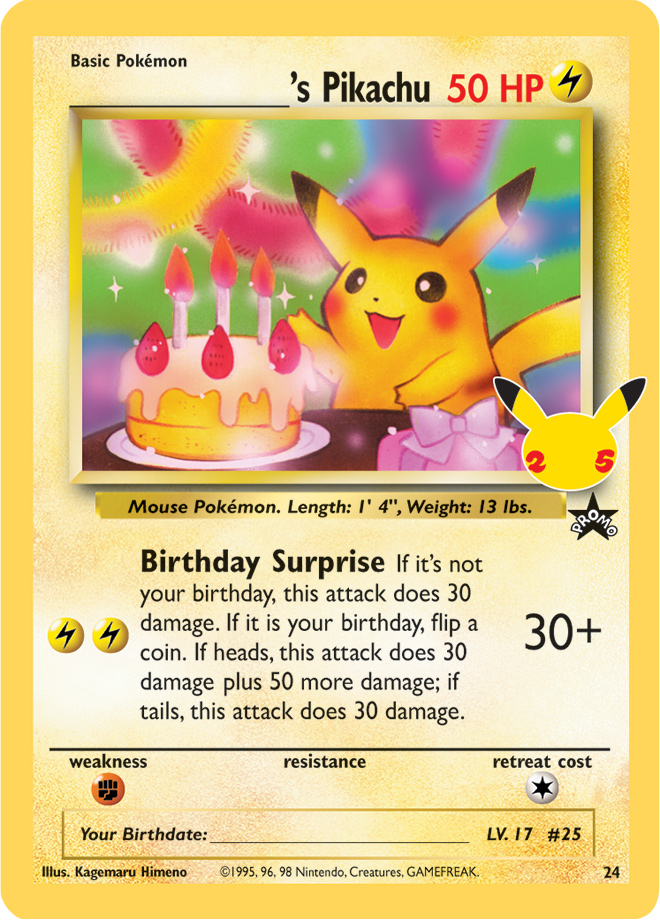 Basic Pokémon
________________'s Pikachu 50 HP
25
Mouse Pokémon. Length: 1' 4", Weight: 13 lbs.
PROMO
Birthday Surprise If it's not
your birthday, this attack does 30
damage. If it is your birthday, flip a
coin. If heads, this attack does 30
damage plus 50 more damage; if
tails, this attack does 30 damage.
30+
weakness resistance retreat cost
Your Birthdate:__________________________ LV. 17 #25
Illus. Kagemaru Himeno ©1995, 96, 98 Nintendo, Creatures, GAMEFREAK. 24